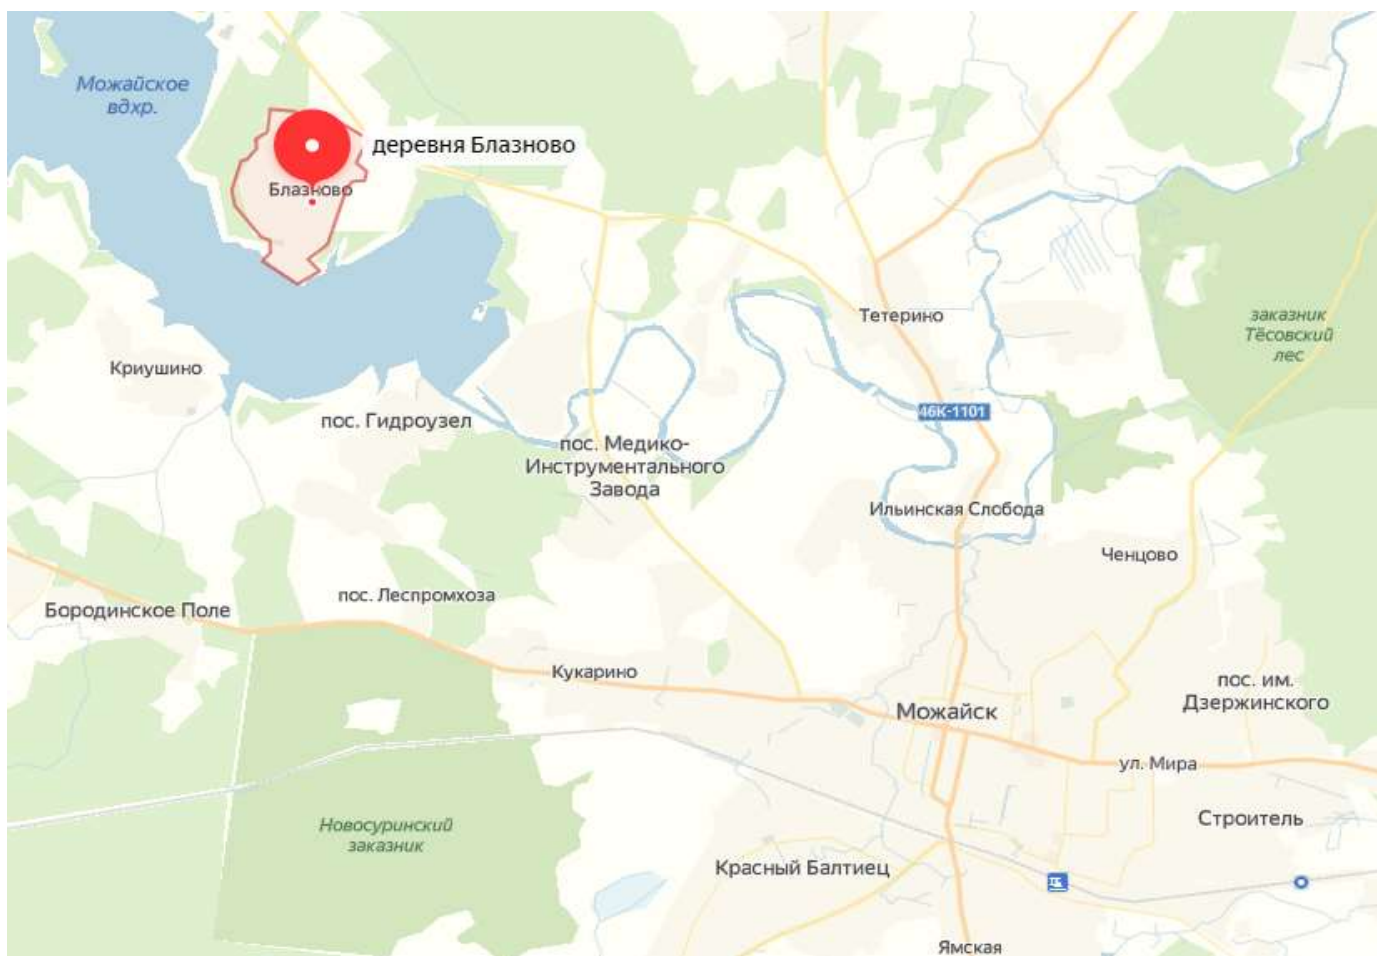 Можайское
вдхр.
деревня Блазново
Блазново
заказник
Тёсовский
лес
Тетерино
Криушино
46К-1101
пос. Гидроузел
пос. Медико-
Инструментального
Завода
Ильинская Слобода
Ченцово
пос. Леспромхоза
Бородинское Поле
Кукарино
пос. им.
Дзержинского
Можайск
ул. Мира
Строитель
Новосуринский
заказник
Красный Балтиец
Ямская